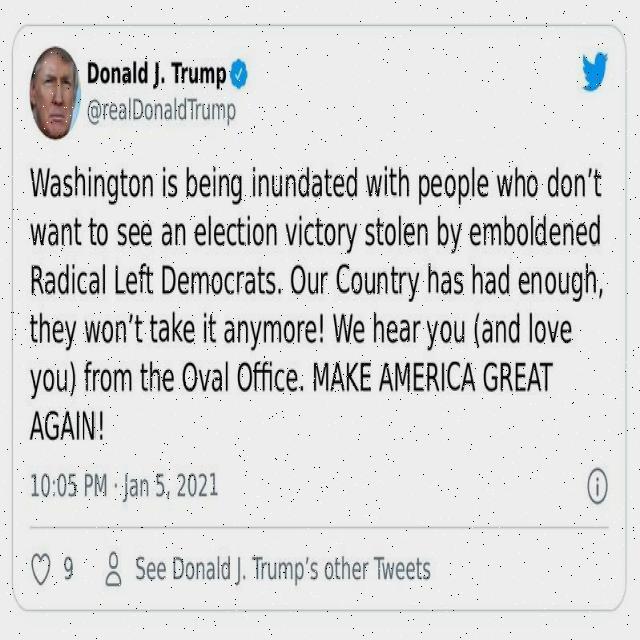 Donald J. Trump
@realDonaldTrump
Washington is being inundated with people who don't
want to see an election victory stolen by emboldened
Radical Left Democrats. Our Country has had enough,
they won't take it anymore! We hear you (and love
you) from the Oval Office. MAKE AMERICA GREAT
AGAIN!
10:05 PM · Jan 5, 2021
9 See Donald J. Trump's other Tweets